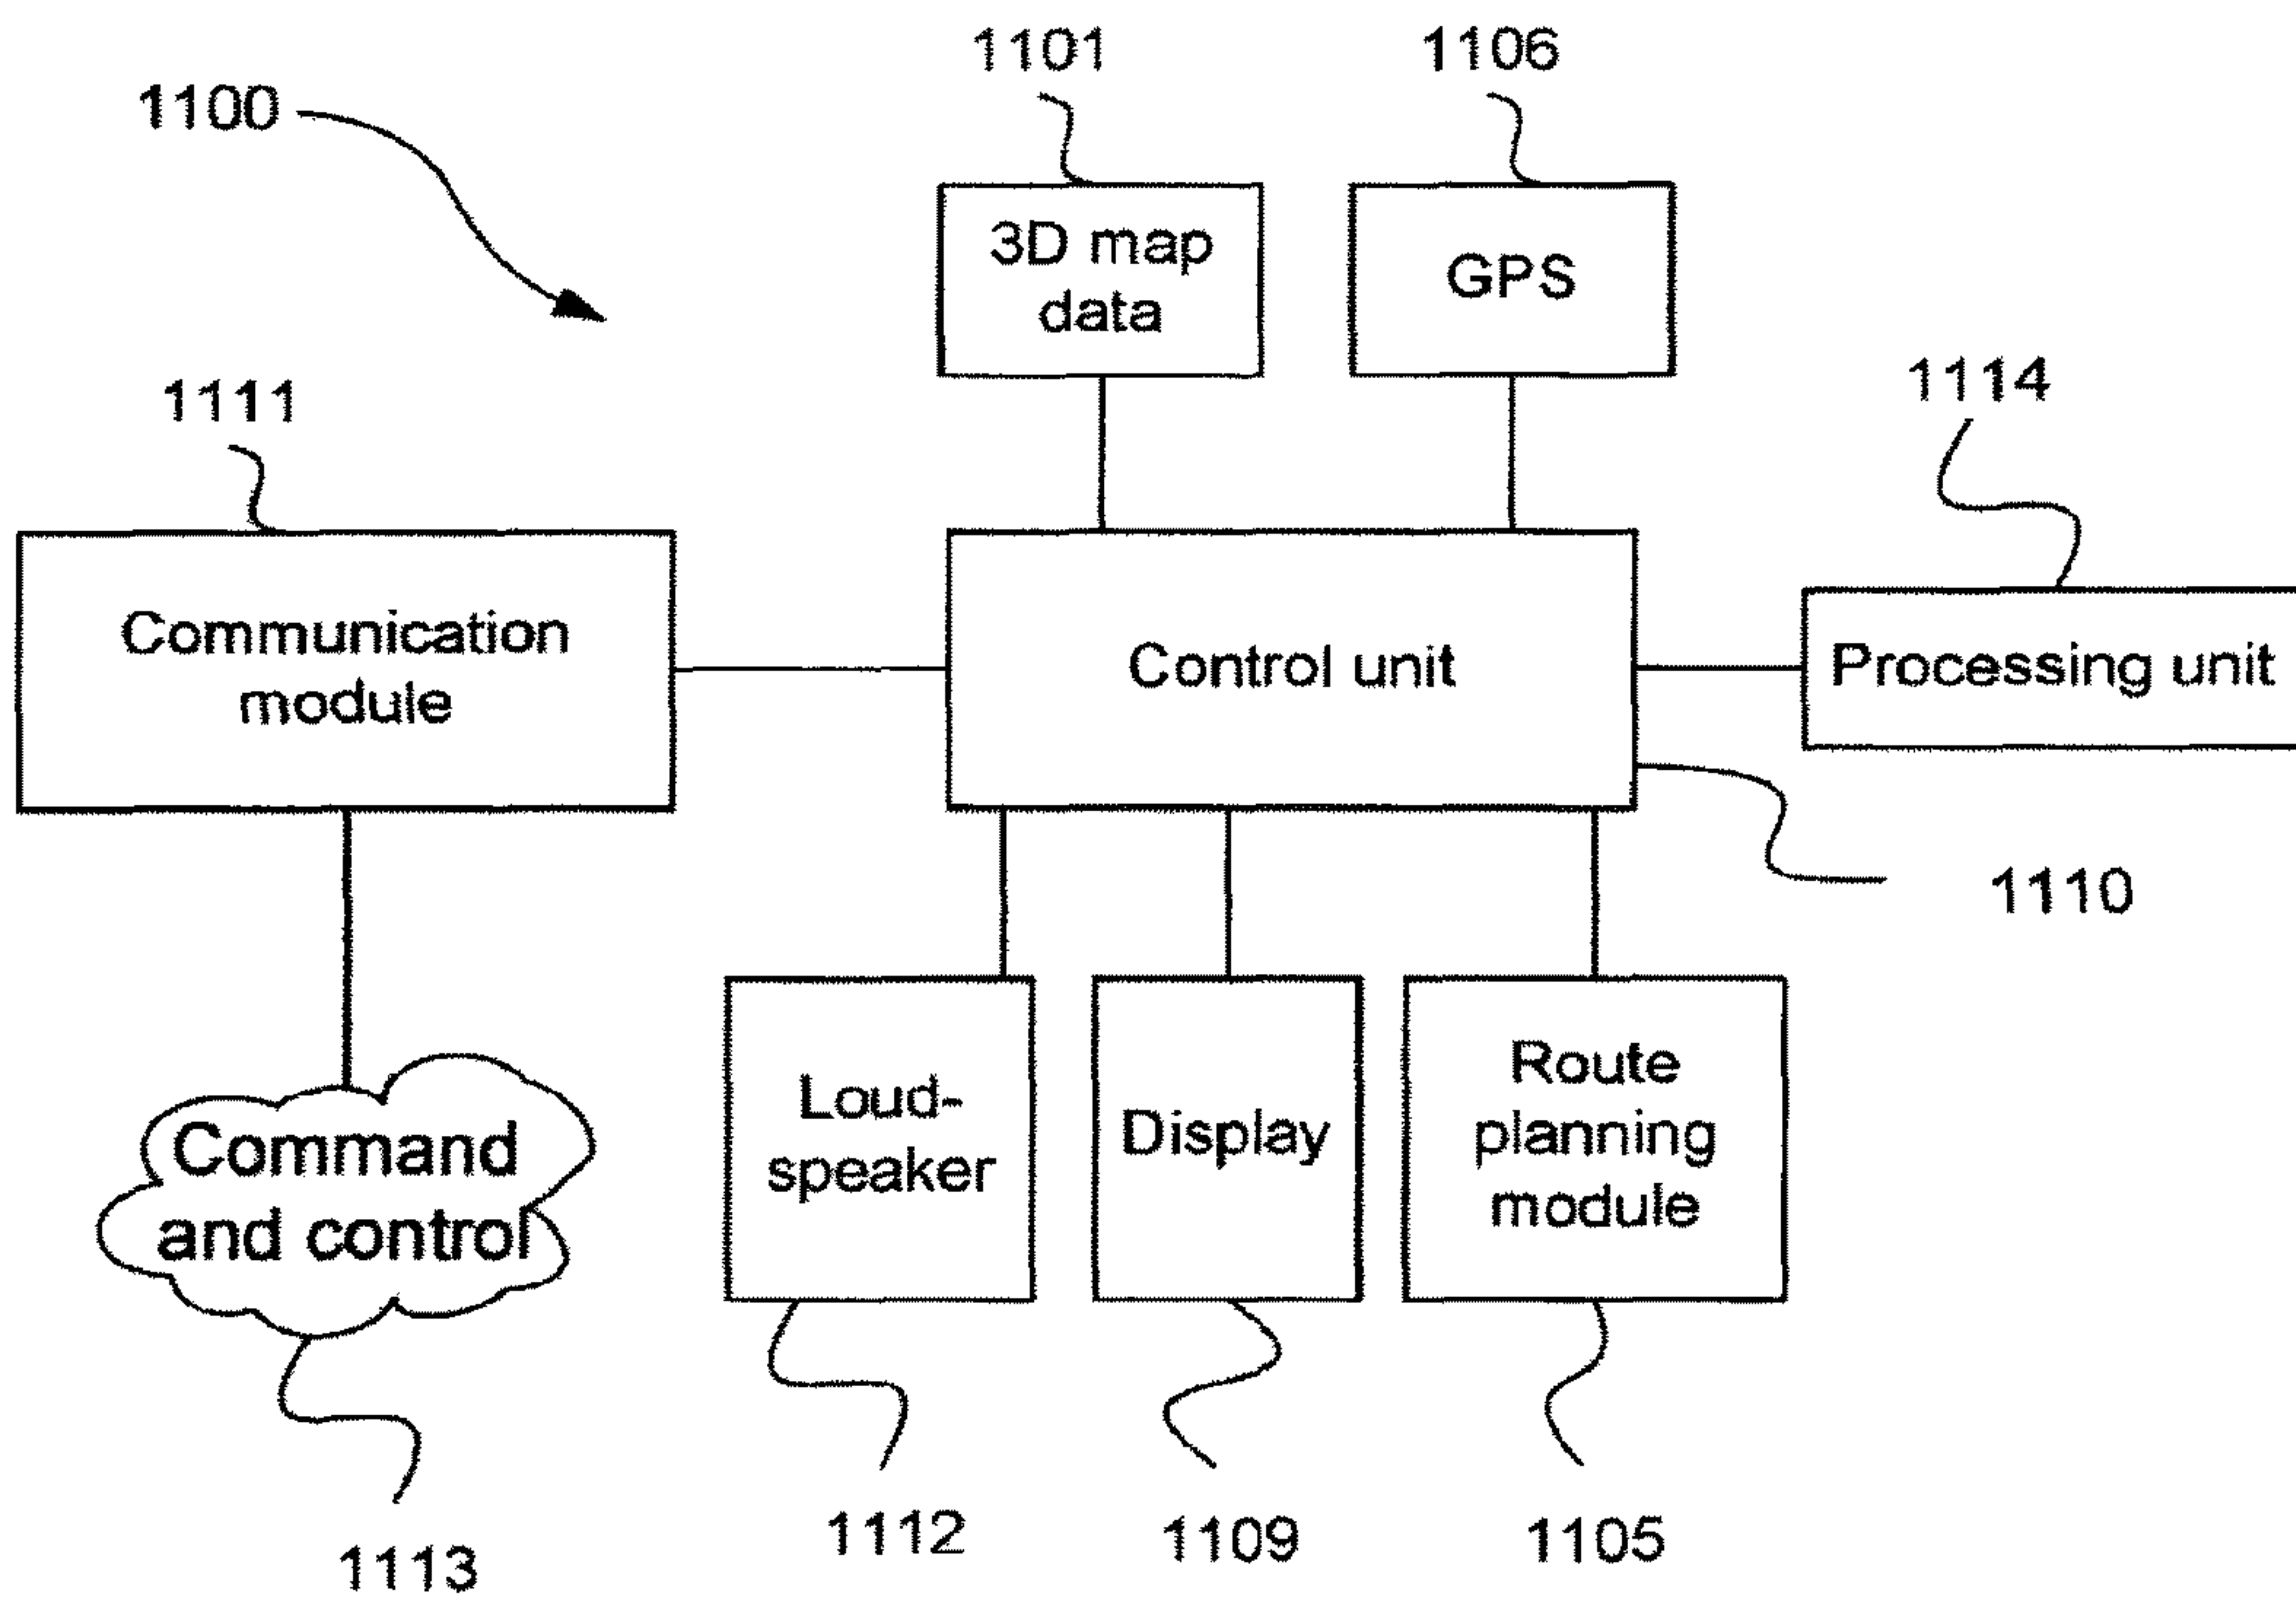 1101
1106
1100
3D map
data
GPS
1114
1111
Communication
module
Control unit
Processing unit
1110
Loud-
speaker
Display
Route
planning
module
Command
and control
1112
1109
1105
1113